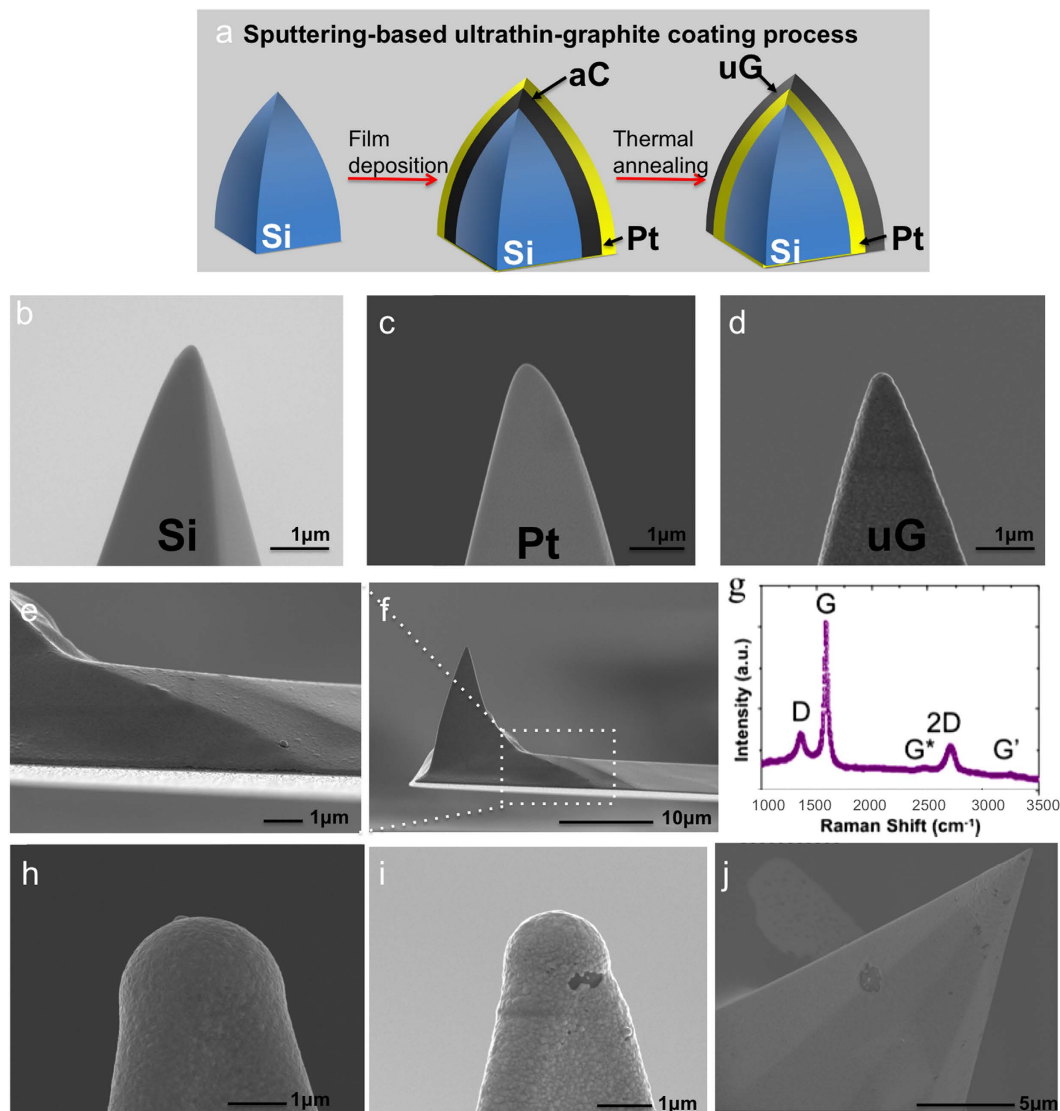 a Sputtering-based ultrathin-graphite coating process
aC
uG
Film
deposition
Thermal
annealing
Si
Si
Pt
Si
Pt
b
Si
1µm
c
Pt
1µm
d
uG
1µm
e
1µm
f
10µm
g
Intensity (a.u.)
D
G
G*
2D
G'
1000 1500 2000 2500 3000 3500
Raman Shift (cm⁻¹)
h
1µm
i
1µm
j
5µm